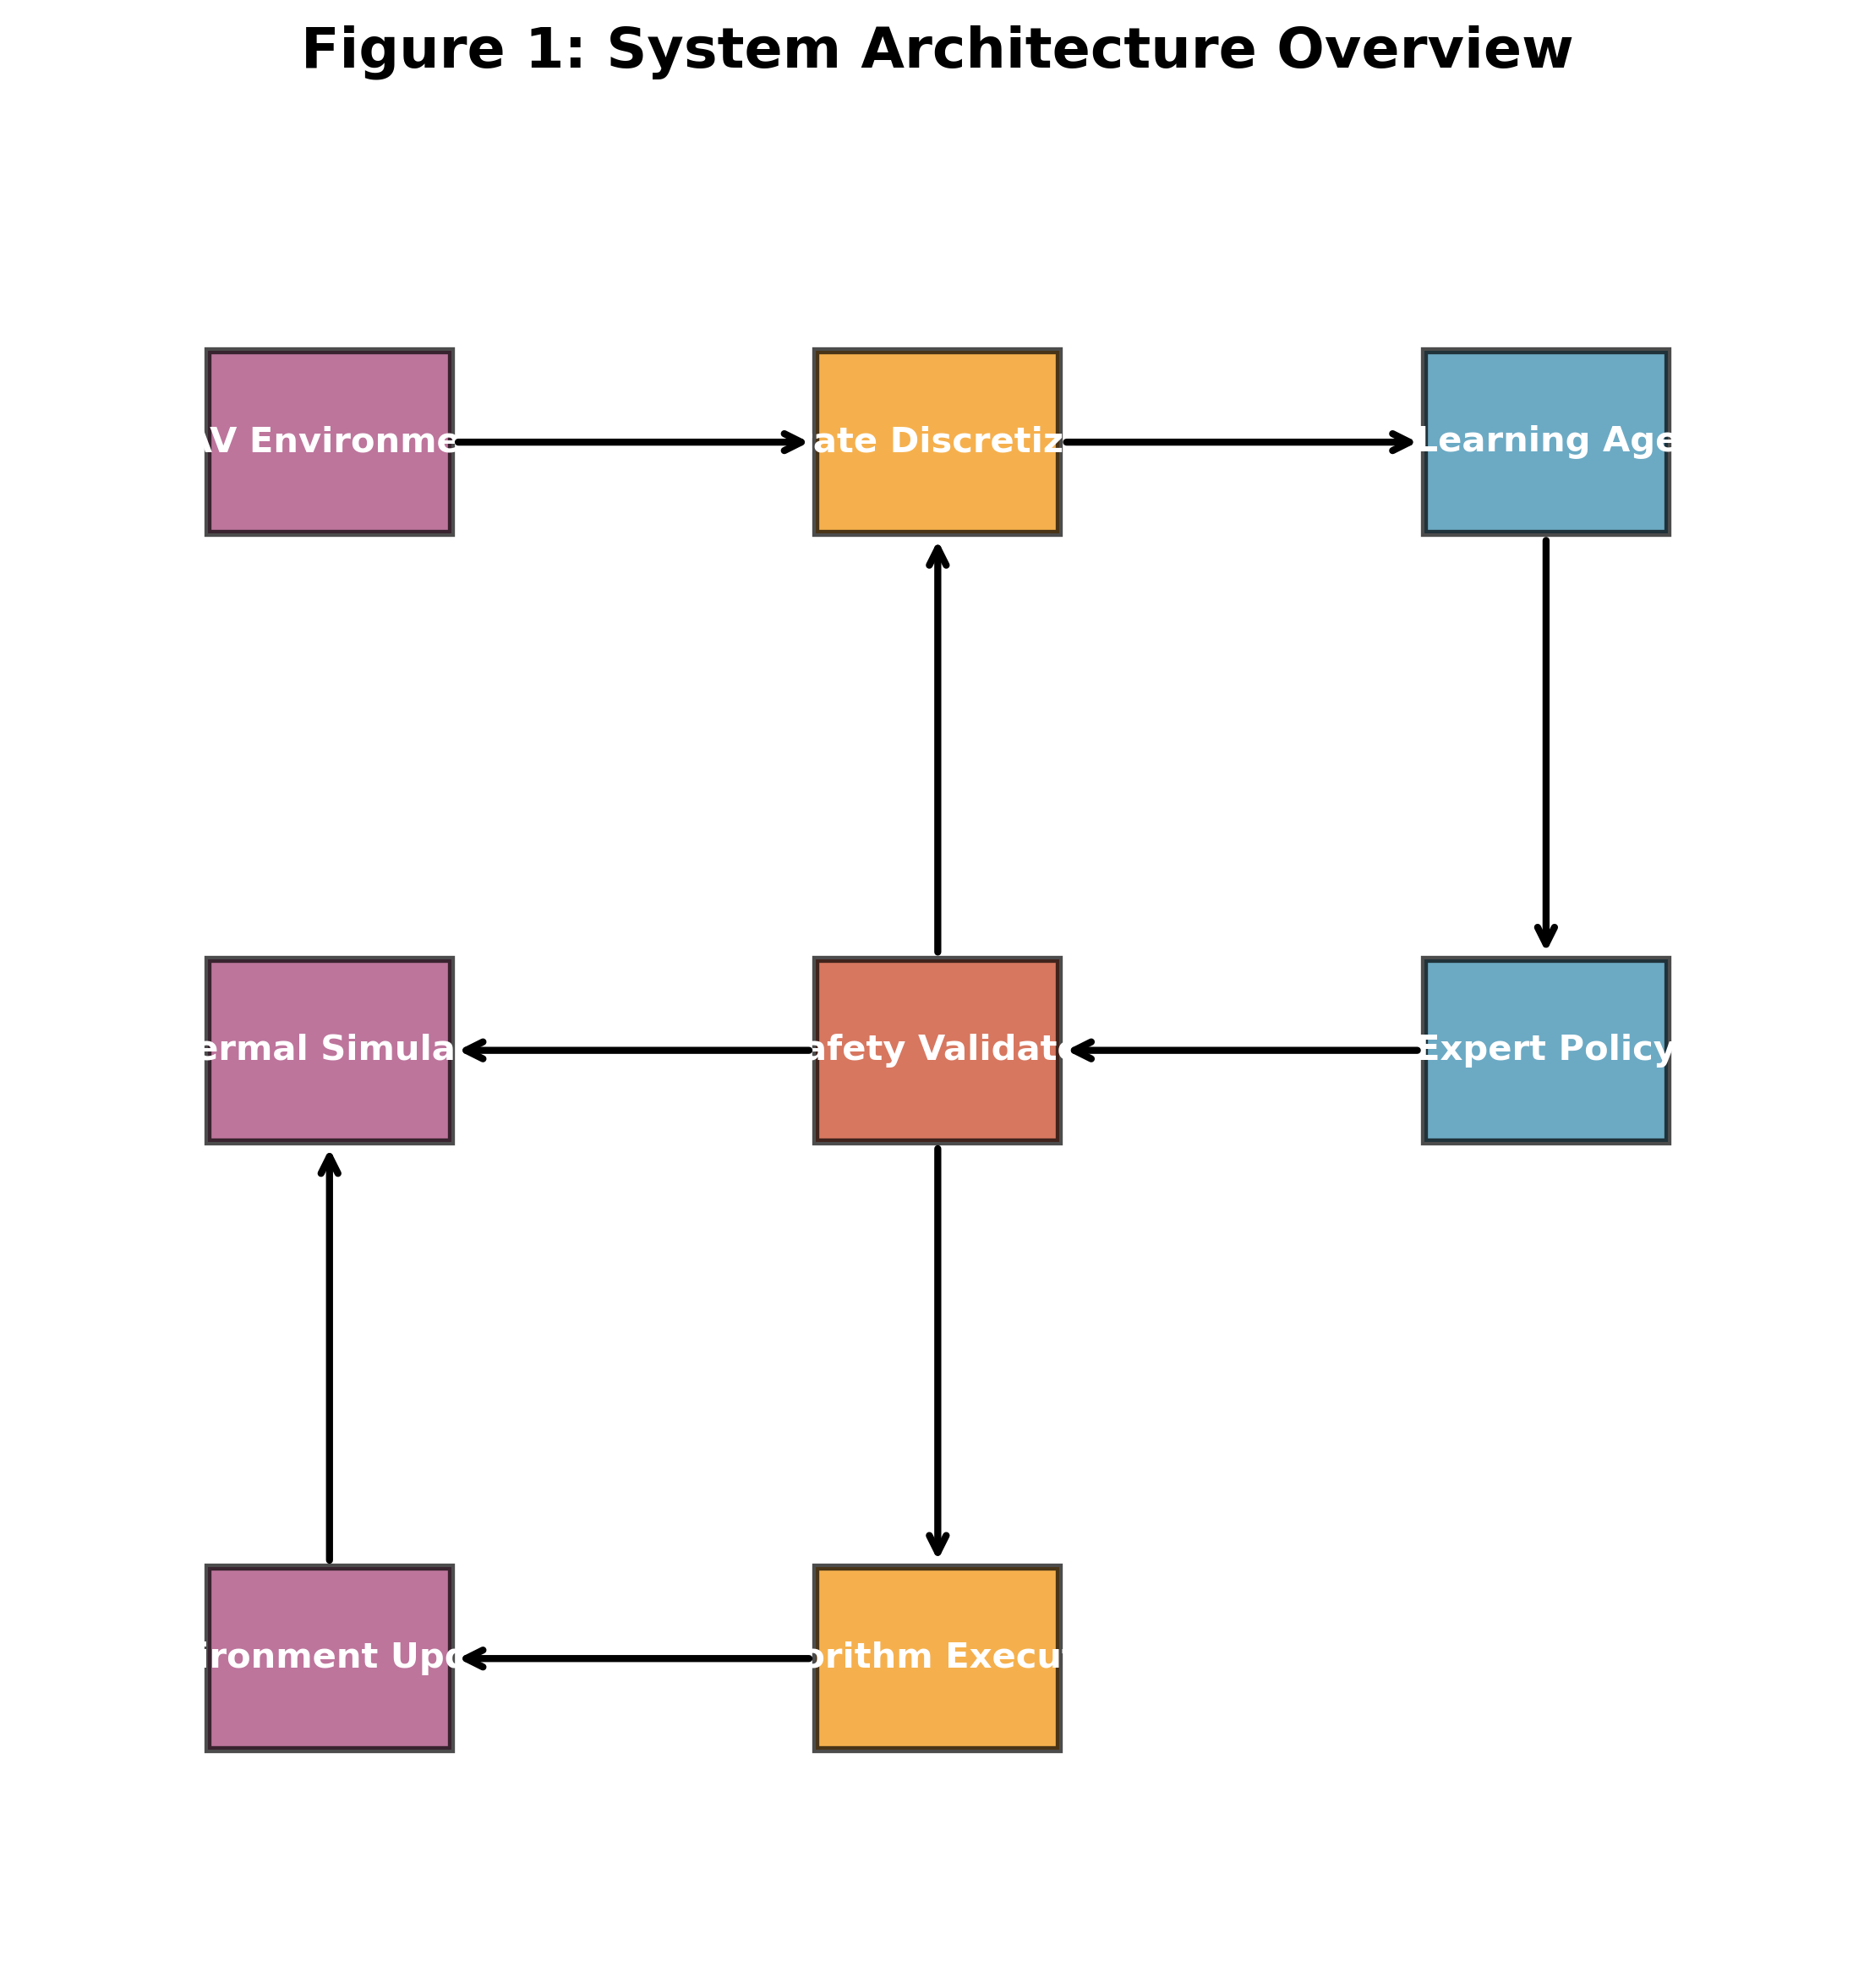 Figure 1: System Architecture Overview
V Environme
ate Discretiz
Learning Age
ermal Simula
afety Validat
Expert Policy
ironment Upd
orithm Execu